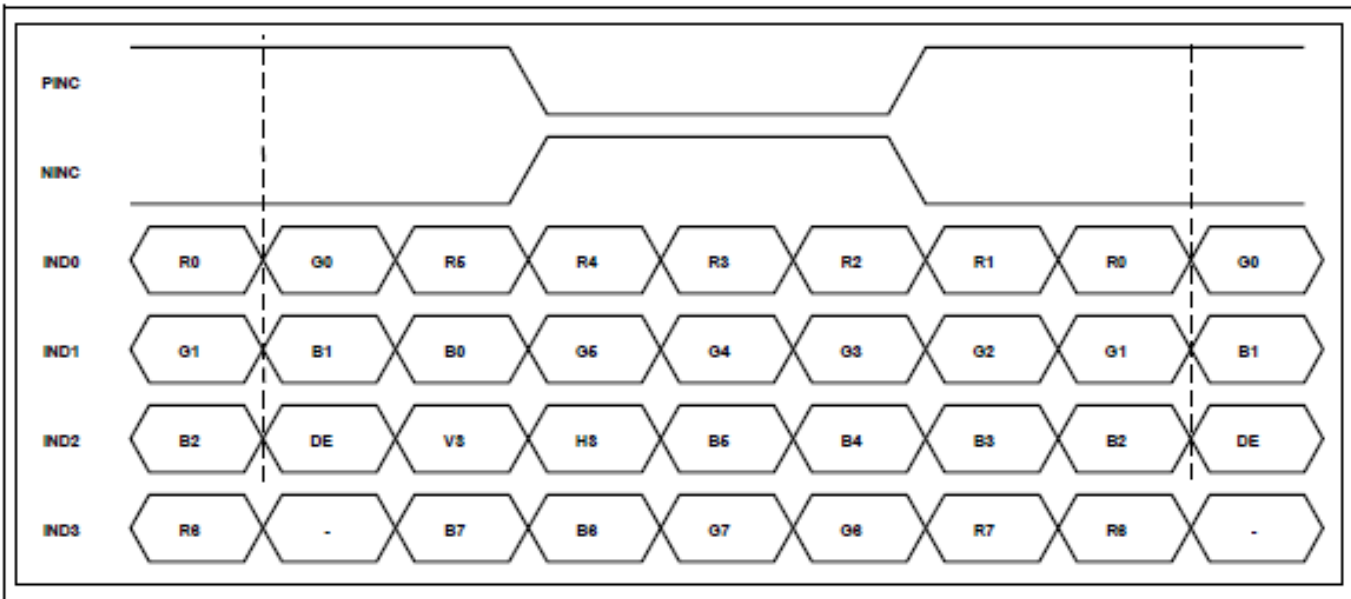 PINC
NINC
IND0 R0 G0 R5 R4 R3 R2 R1 R0 G0
IND1 G1 B1 B0 G5 G4 G3 G2 G1 B1
IND2 B2 DE VS HS B5 B4 B3 B2 DE
IND3 R6 - B7 B6 G7 G6 R7 R6 -